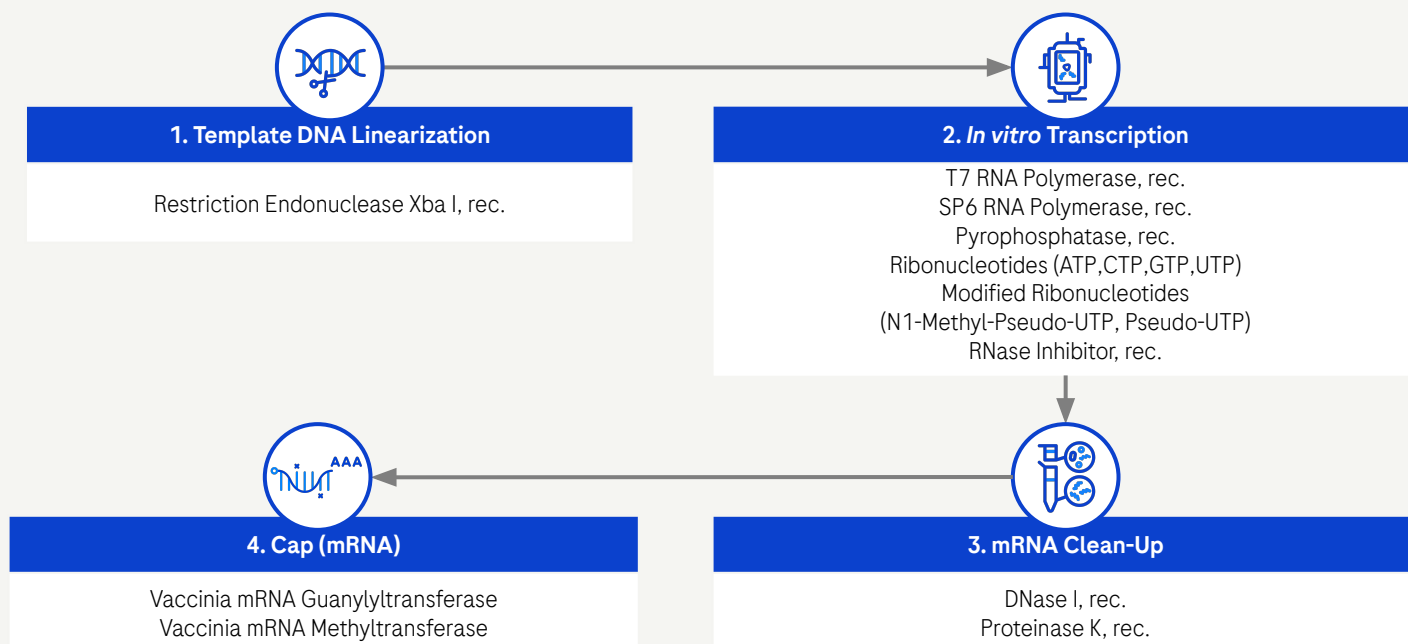 1. Template DNA Linearization
Restriction Endonuclease Xba I, rec.
2. In vitro Transcription
T7 RNA Polymerase, rec.
SP6 RNA Polymerase, rec.
Pyrophosphatase, rec.
Ribonucleotides (ATP,CTP,GTP,UTP)
Modified Ribonucleotides
(N1-Methyl-Pseudo-UTP, Pseudo-UTP)
RNase Inhibitor, rec.
3. mRNA Clean-Up
DNase I, rec.
Proteinase K, rec.
AAA
4. Cap (mRNA)
Vaccinia mRNA Guanylyltransferase
Vaccinia mRNA Methyltransferase